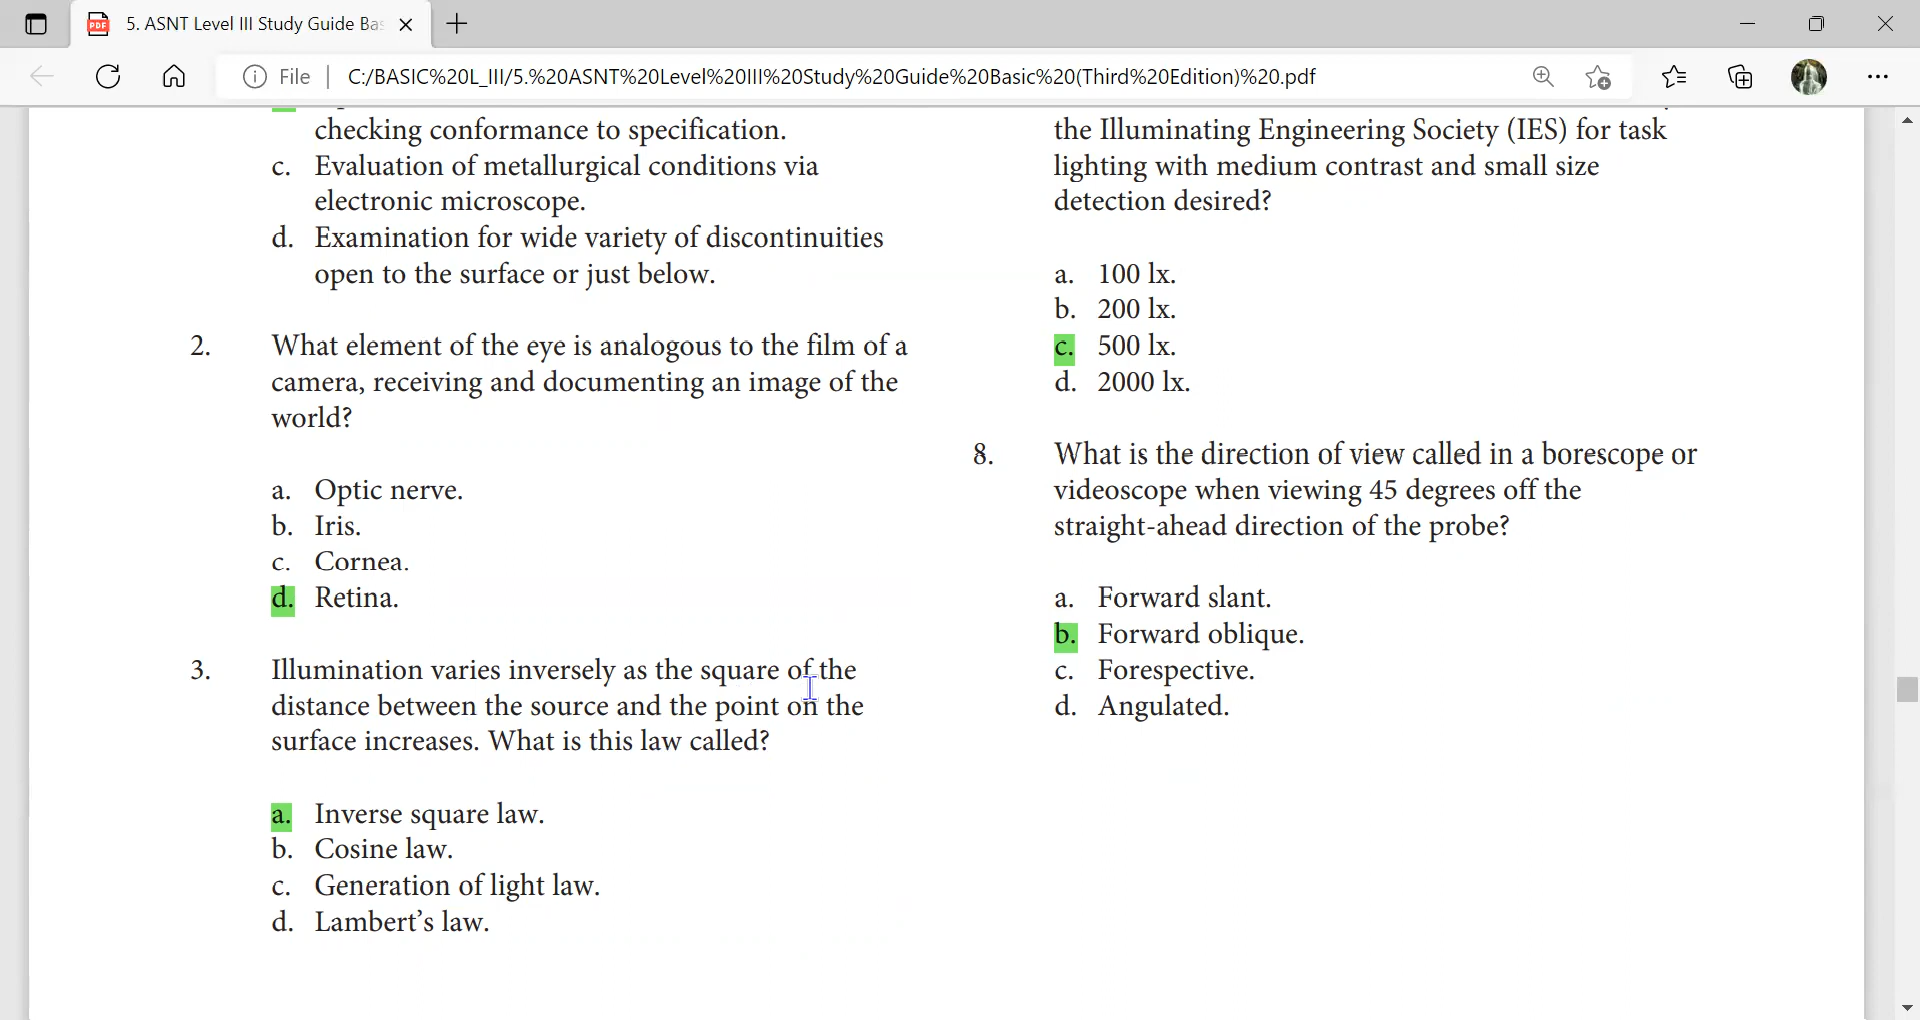 5. ASNT Level III Study Guide Ba
File
C:/BASIC%20L_III/5.%20ASNT%20Level%20III%20Study%20Guide%20Basic%20(Third%20Edition)%20.pdf
checking conformance to specification.
c. Evaluation of metallurgical conditions via
electronic microscope.
d. Examination for wide variety of discontinuities
open to the surface or just below.
2. What element of the eye is analogous to the film of a
camera, receiving and documenting an image of the
world?
a. Optic nerve.
b. Iris.
c. Cornea.
d. Retina.
3. Illumination varies inversely as the square of the
distance between the source and the point on the
surface increases. What is this law called?
a. Inverse square law.
b. Cosine law.
c. Generation of light law.
d. Lambert’s law.
the Illuminating Engineering Society (IES) for task
lighting with medium contrast and small size
detection desired?
a. 100 lx.
b. 200 lx.
c. 500 lx.
d. 2000 lx.
8. What is the direction of view called in a borescope or
videoscope when viewing 45 degrees off the
straight-ahead direction of the probe?
a. Forward slant.
b. Forward oblique.
c. Forespective.
d. Angulated.